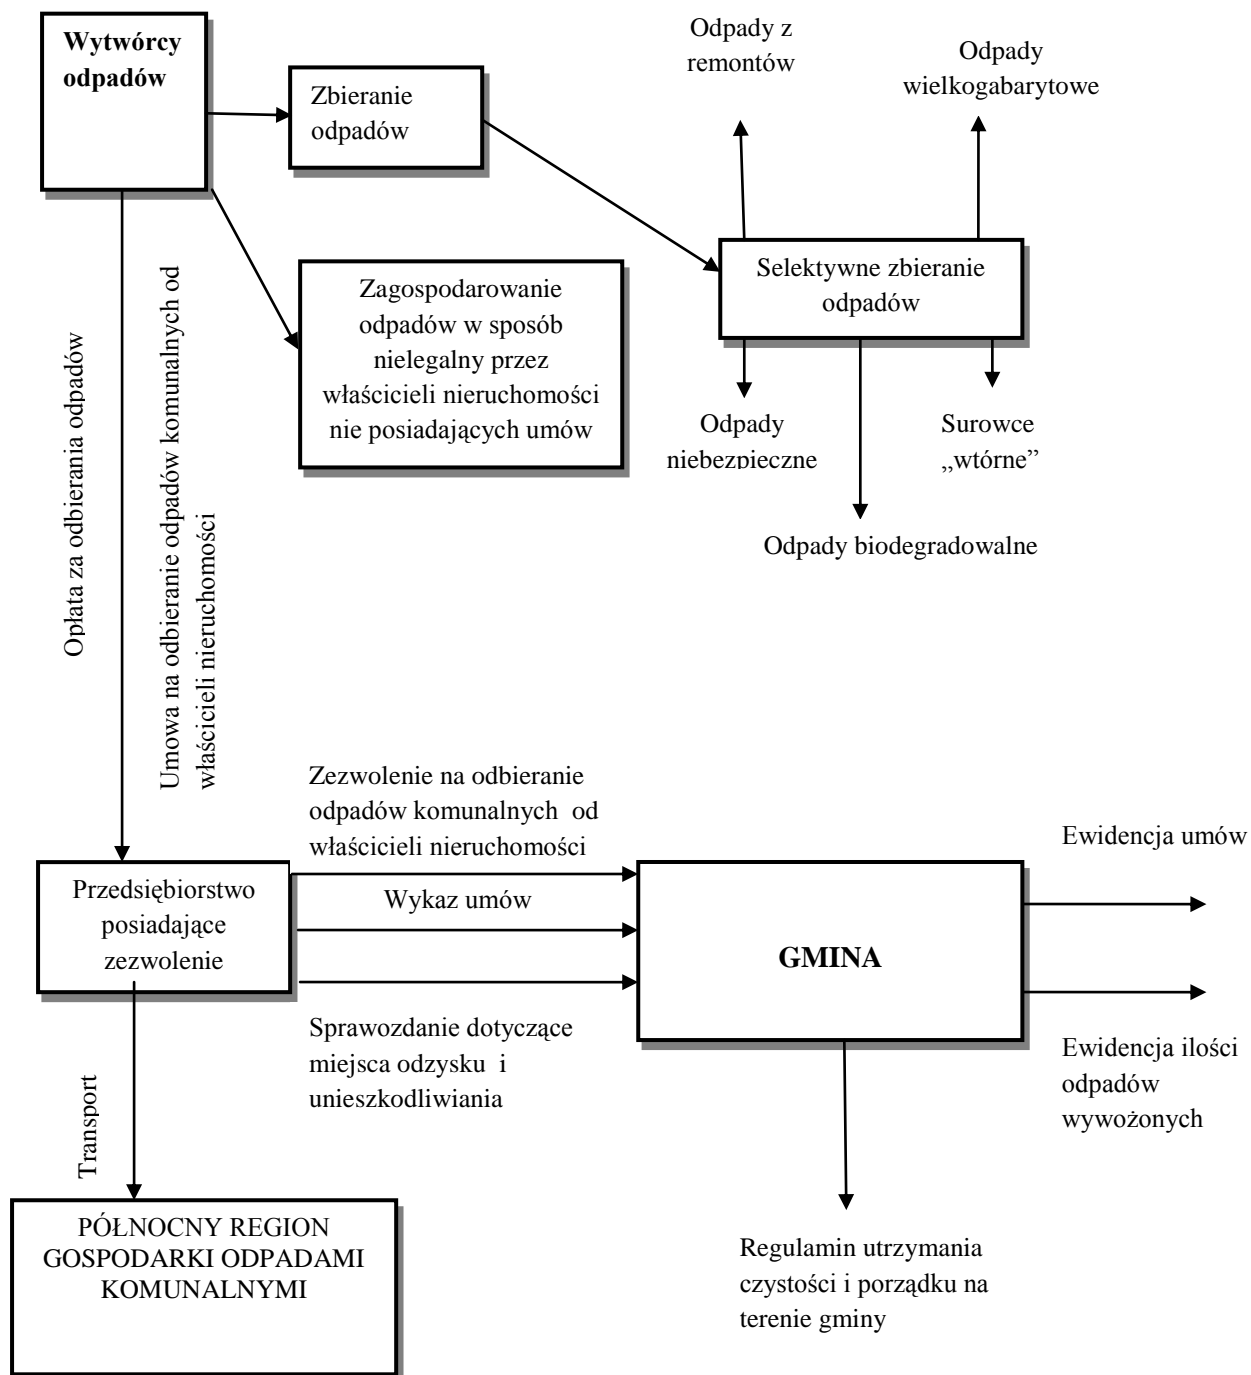 Wytwórcy
odpadów
Zbieranie
odpadów
Odpady z
remontów
Odpady
wielkogabarytowe
Selektywne zbieranie
odpadów
Zagospodarowanie
odpadów w sposób
nielegalny przez
właścicieli nieruchomości
nie posiadających umów
Odpady
niebezpieczne
Surowce
„wtórne”
Odpady biodegradowalne
Opłata za odbierania odpadów
Umowa na odbieranie odpadów komunalnych od
właścicieli nieruchomości
Zezwolenie na odbieranie
odpadów komunalnych od
właścicieli nieruchomości
Wykaz umów
Przedsiębiorstwo
posiadające
zezwolenie
GMINA
Ewidencja umów
Sprawozdanie dotyczące
miejsca odzysku i
unieszkodliwiania
Ewidencja ilości
odpadów
wywożonych
Transport
PÓŁNOCNY REGION
GOSPODARKI ODPADAMI
KOMUNALNYMI
Regulamin utrzymania
czystości i porządku na
terenie gminy